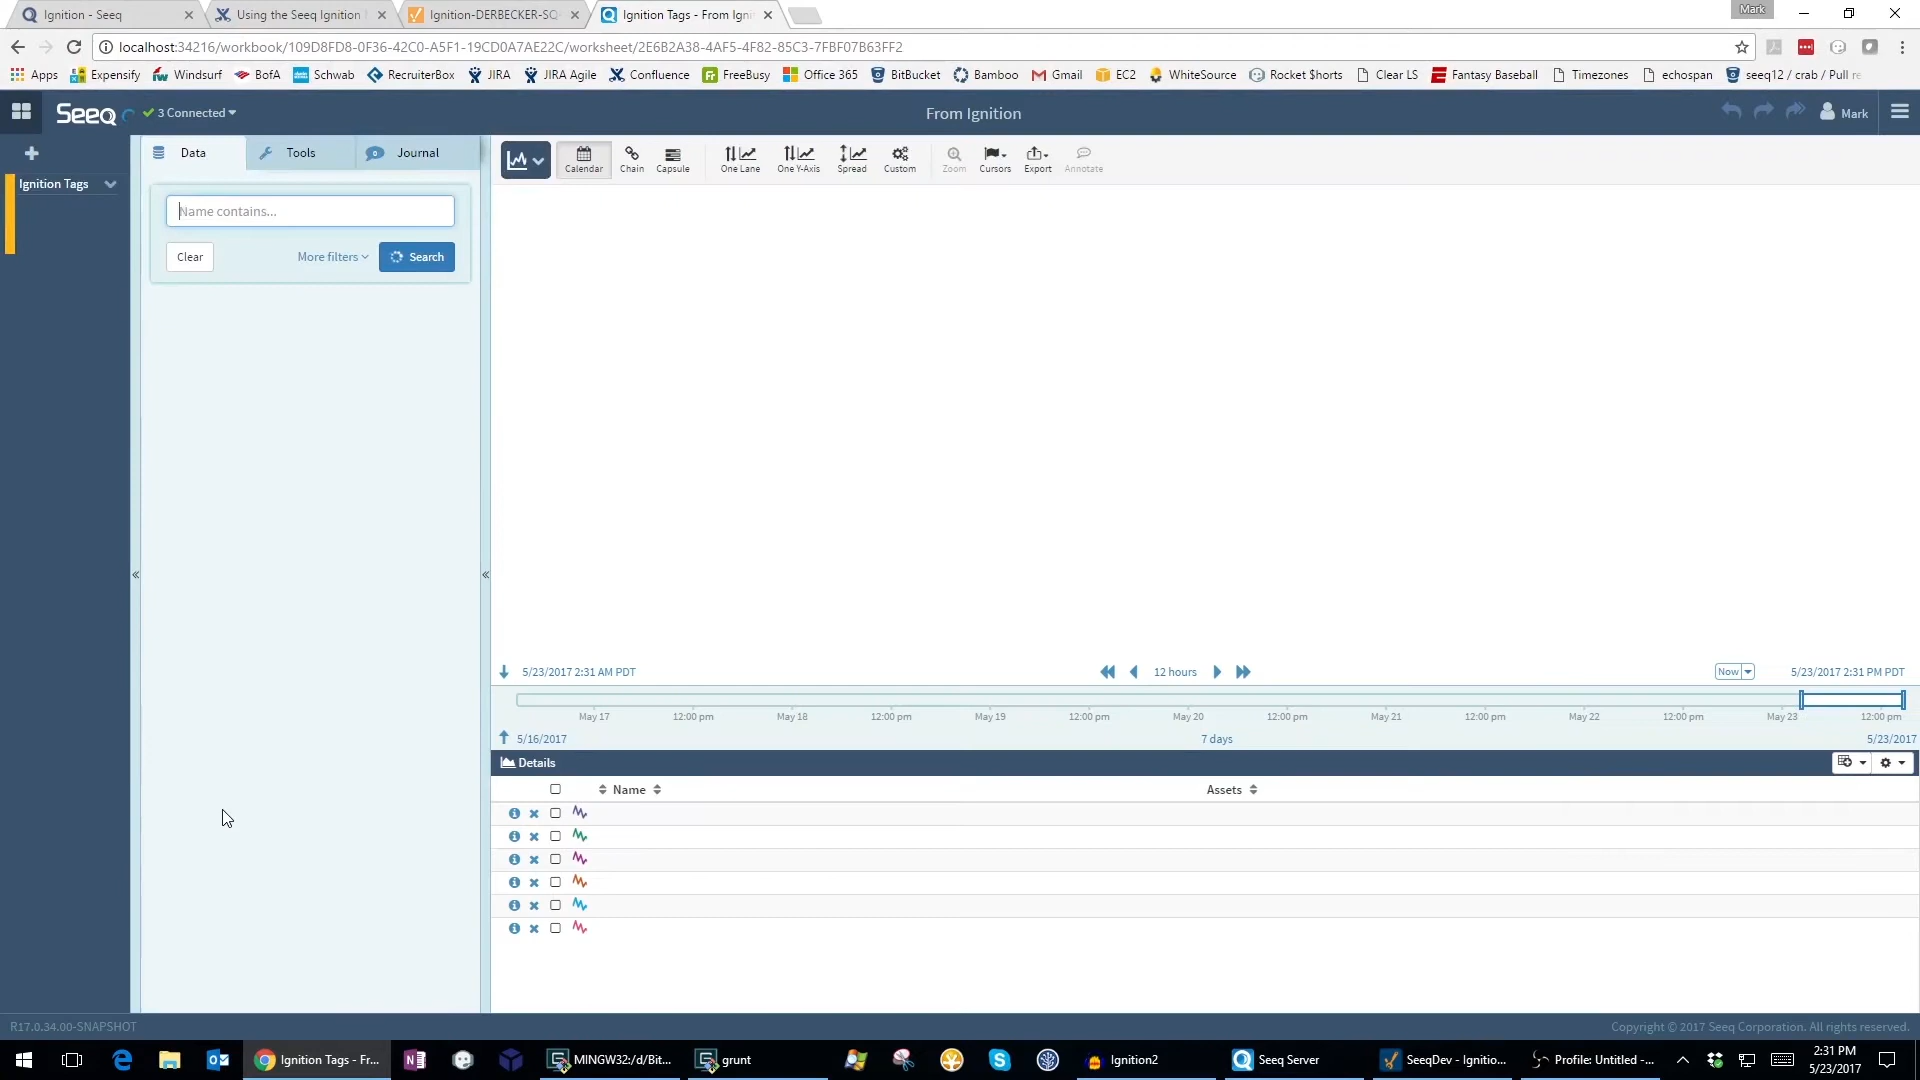 Ignition - Seeq
Using the Seeq Ignition
Ignition-DERBECKER-SQ
Ignition Tags - From Igni
Mark
localhost:34216/workbook/109D8FD8-0F36-42C0-A5F1-19CD0A7AE22C/worksheet/2E6B2A38-4AF5-4F82-85C3-7FBF07B63FF2
Apps Expensify Windsurf BofA Schwab RecruiterBox JIRA JIRA Agile Confluence FreeBusy Office 365 BitBucket Bamboo Gmail EC2 WhiteSource Rocket $horts Clear LS Fantasy Baseball Timezones echospan seeq12 / crab / Pull re
Seeq 3 Connected From Ignition Mark
Ignition Tags
Data Tools Journal
Name contains...
Clear More filters Search
Calendar Chain Capsule One Lane One Y-Axis Spread Custom Zoom Cursors Export Annotate
5/23/2017 2:31 AM PDT 12 hours Now 5/23/2017 2:31 PM PDT
May 17 12:00 pm May 18 12:00 pm May 19 12:00 pm May 20 12:00 pm May 21 12:00 pm May 22 12:00 pm May 23 12:00 pm
5/16/2017 7 days 5/23/2017
Details
Name Assets
R17.0.34.00-SNAPSHOT
Copyright © 2017 Seeq Corporation. All rights reserved.
Ignition Tags - Fr...
MINGW32:/d/Bit...
grunt
Ignition2
Seeq Server
SeeqDev - Ignitio...
Profile: Untitled -...
2:31 PM
5/23/2017